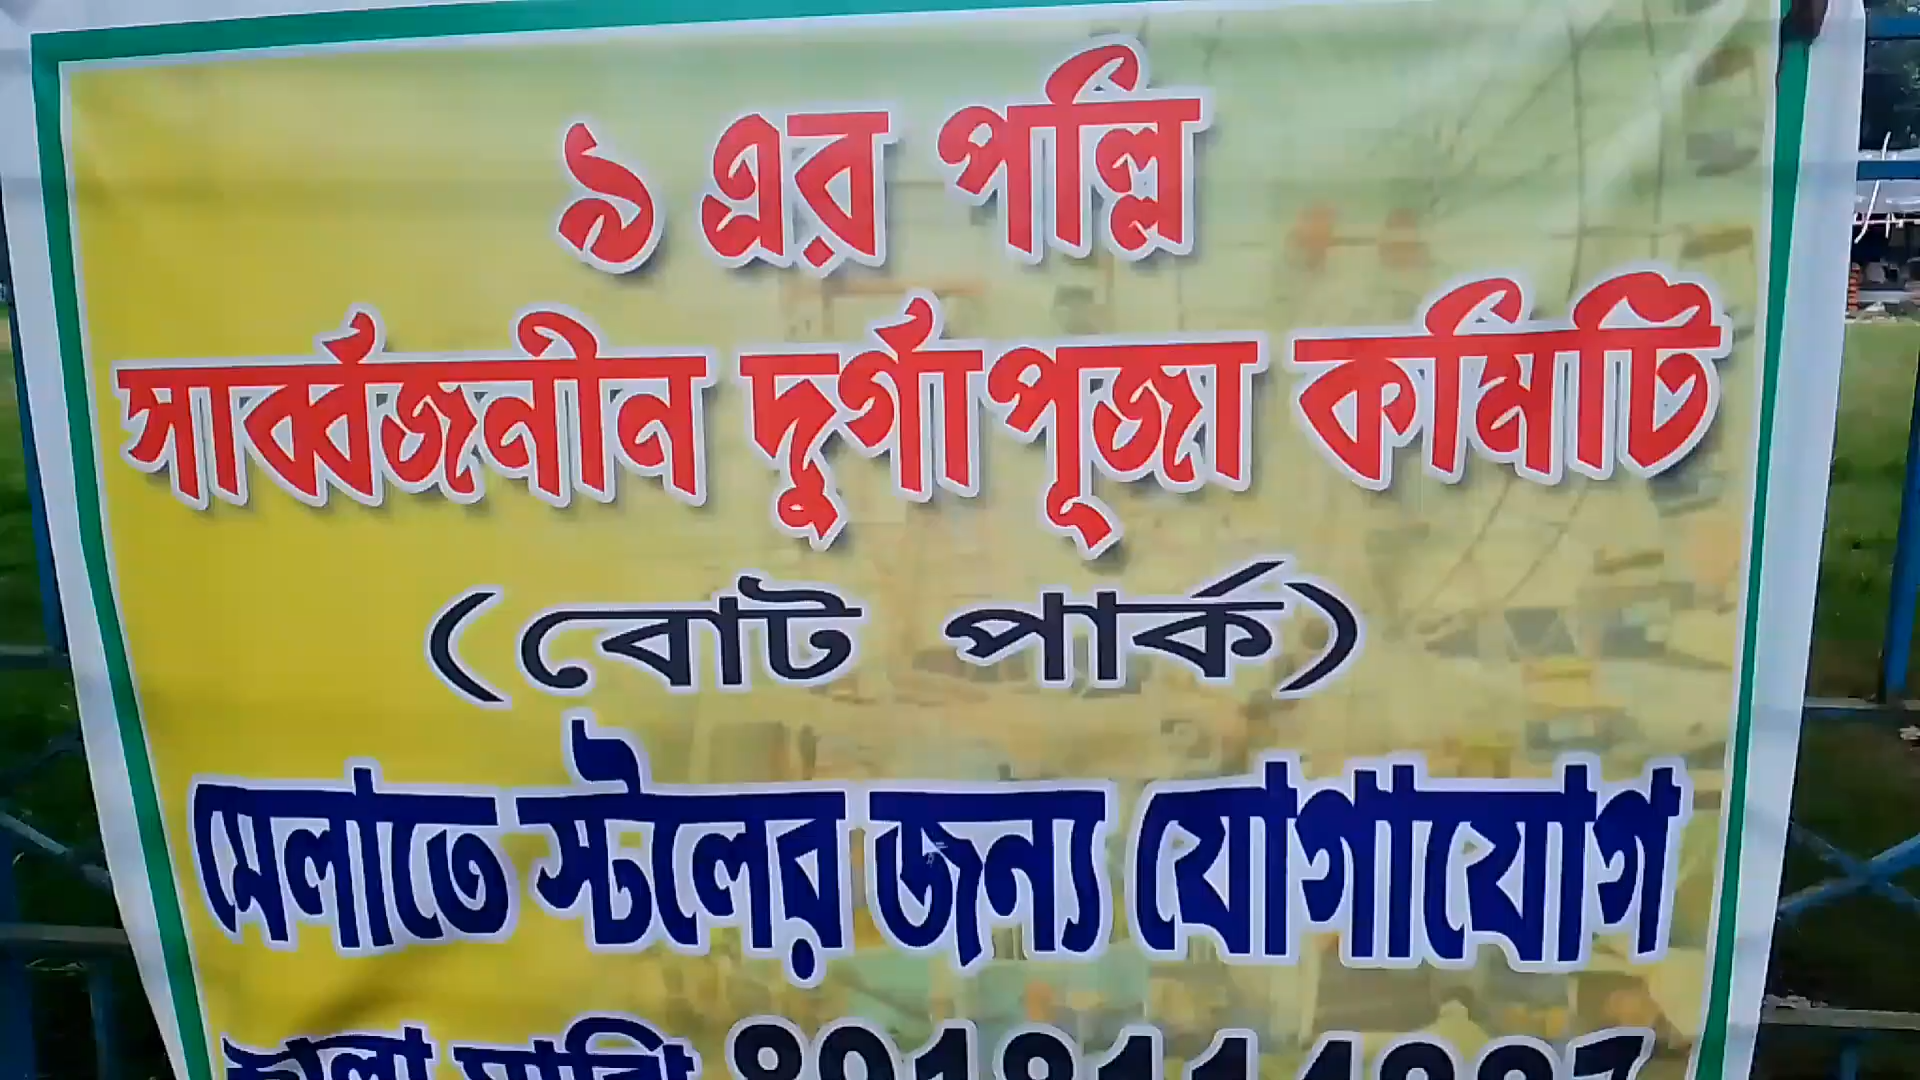 ৯ এর পল্লি
সার্ব্বজনীন দুর্গাপূজা কমিটি
(বোট পার্ক)
মেলাতে স্টলের জন্য যোগাযোগ